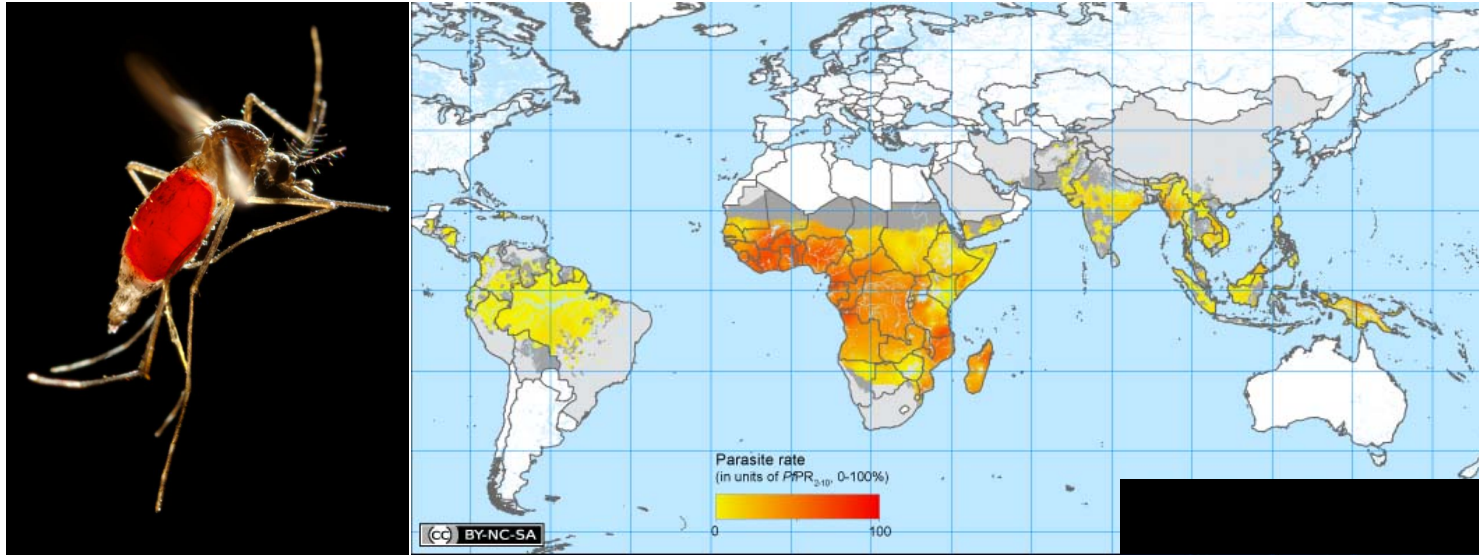 Parasite rate
(in units of PfPR2-10, 0-100%)
0 100
CC BY-NC-SA